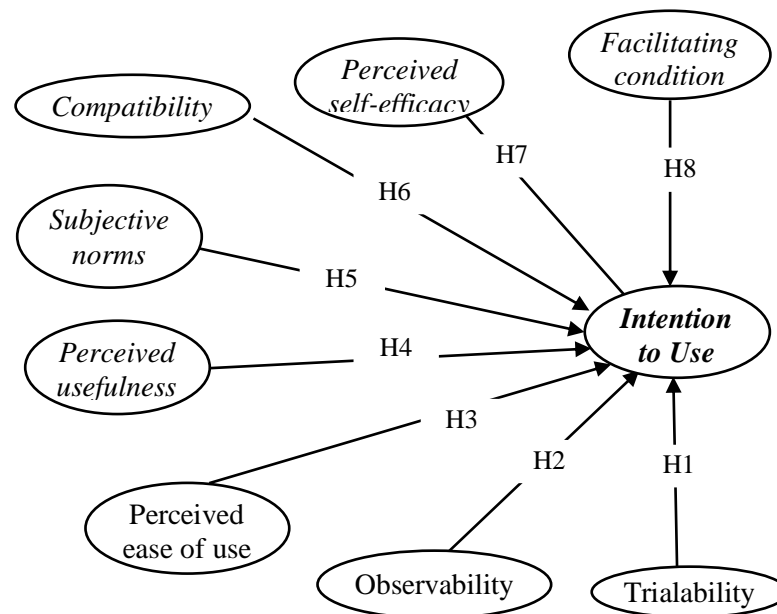 Facilitating
condition
Perceived
self-efficacy
Compatibility
H7
H8
H6
Subjective
norms
H5
Intention
to Use
Perceived
usefulness
H4
H3
H2
H1
Perceived
ease of use
Observability
Trialability